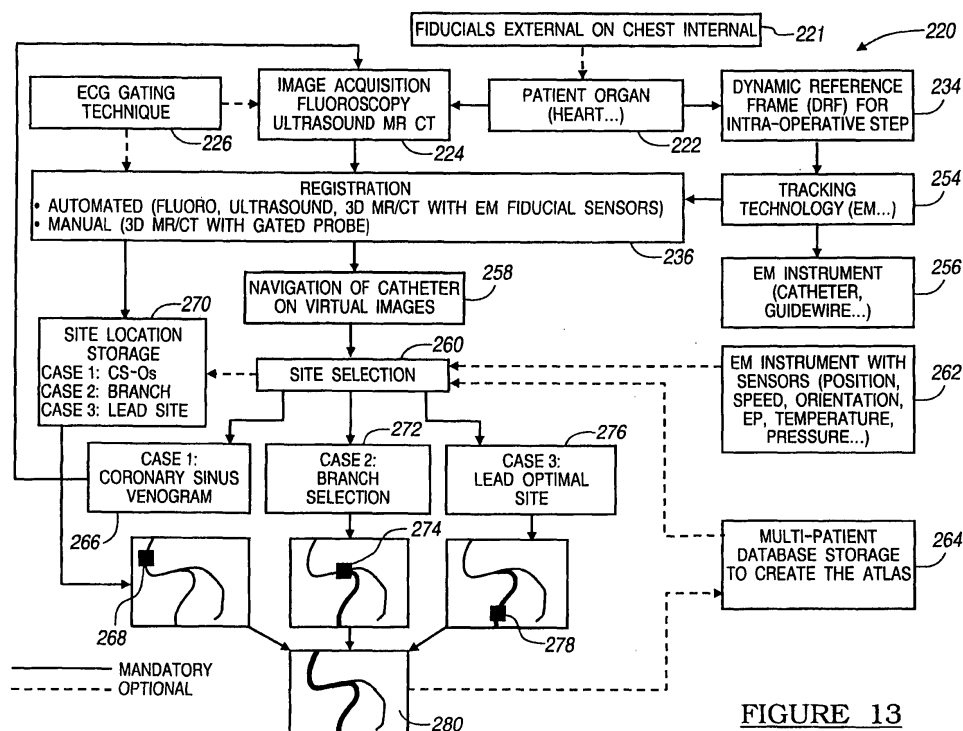 FIDUCIALS EXTERNAL ON CHEST INTERNAL
221
220
ECG GATING
TECHNIQUE
226
IMAGE ACQUISITION
FLUOROSCOPY
ULTRASOUND MR CT
224
PATIENT ORGAN
(HEART...)
222
DYNAMIC REFERENCE
FRAME (DRF) FOR
INTRA-OPERATIVE STEP
234
REGISTRATION
• AUTOMATED (FLUORO, ULTRASOUND, 3D MR/CT WITH EM FIDUCIAL SENSORS)
• MANUAL (3D MR/CT WITH GATED PROBE)
236
TRACKING
TECHNOLOGY (EM...)
254
NAVIGATION OF CATHETER
ON VIRTUAL IMAGES
258
EM INSTRUMENT
(CATHETER,
GUIDEWIRE...)
256
270
SITE LOCATION
STORAGE
CASE 1: CS-Os
CASE 2: BRANCH
CASE 3: LEAD SITE
260
SITE SELECTION
EM INSTRUMENT WITH
SENSORS (POSITION,
SPEED, ORIENTATION,
EP, TEMPERATURE,
PRESSURE...)
262
CASE 1:
CORONARY SINUS
VENOGRAM
266
272
CASE 2:
BRANCH
SELECTION
276
CASE 3:
LEAD OPTIMAL
SITE
274
268
278
MULTI-PATIENT
DATABASE STORAGE
TO CREATE THE ATLAS
264
MANDATORY
OPTIONAL
280
FIGURE 13